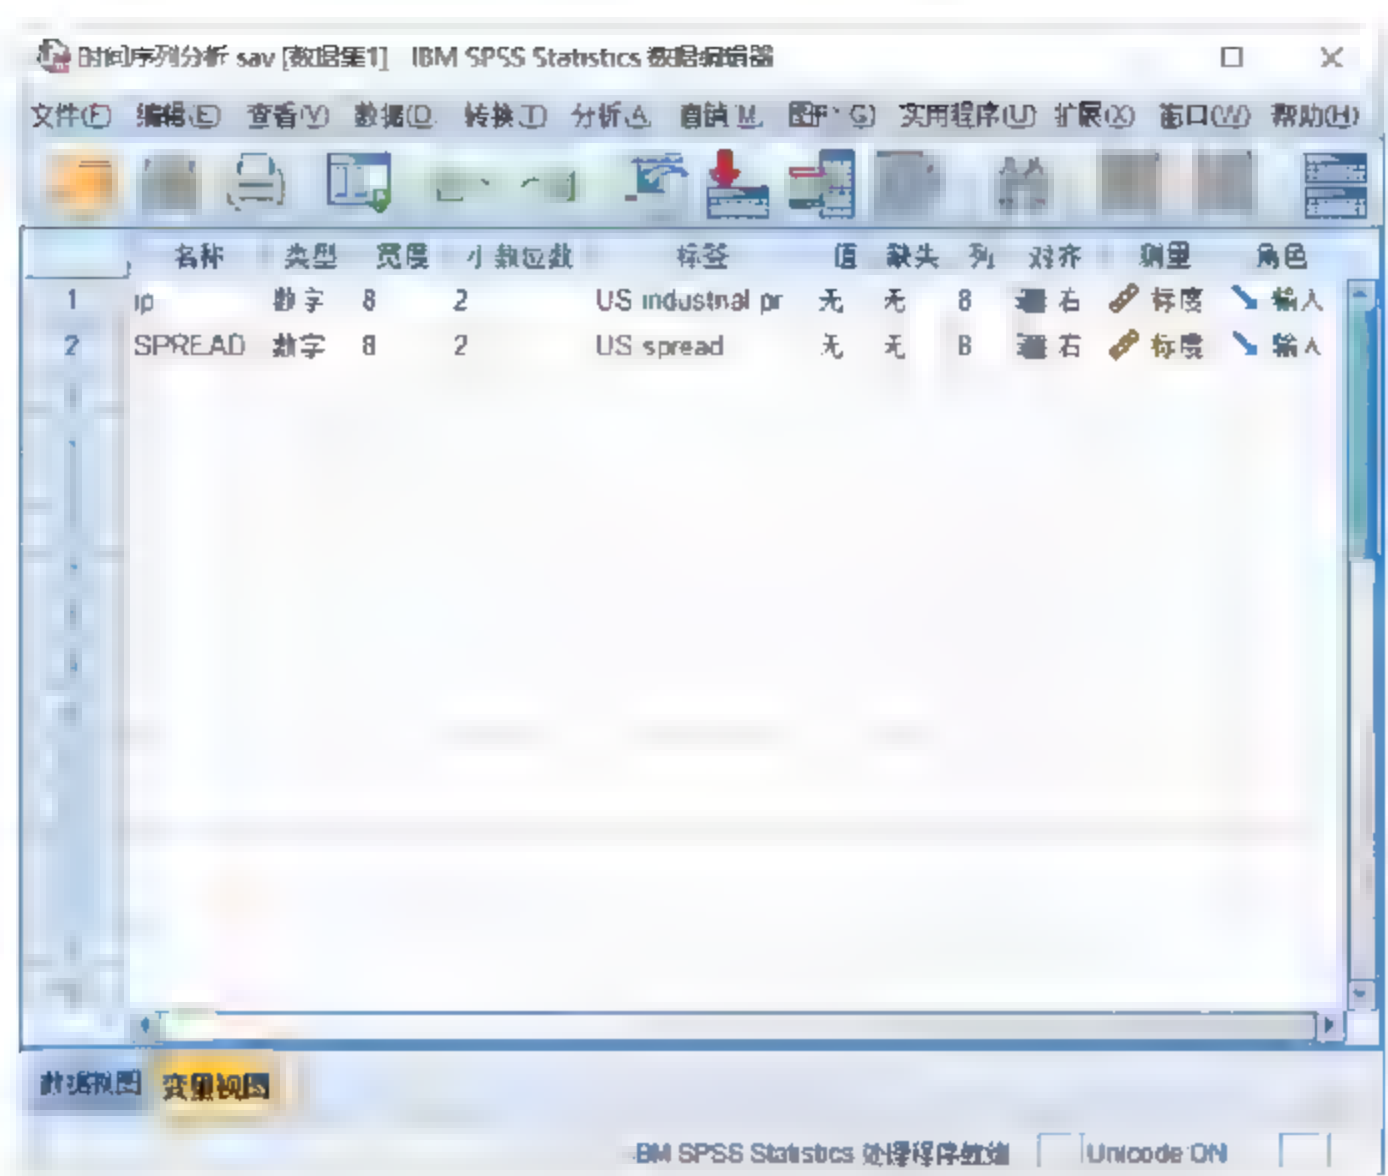 时间序列分析 sav [数据集1] IBM SPSS Statistics 数据编辑器
文件(F) 编辑(E) 查看(V) 数据(D) 转换(T) 分析(A) 直销(M) 图形(G) 实用程序(U) 扩展(X) 窗口(W) 帮助(H)
名称 类型 宽度 小数位数 标签 值 缺失 列 对齐 测量 角色
1 ip 数字 8 2 US industrial pr 无 无 8 右 标度 输入
2 SPREAD 数字 8 2 US spread 无 无 8 右 标度 输入
数据视图 变量视图
IBM SPSS Statistics 处理程序就绪 Unicode ON